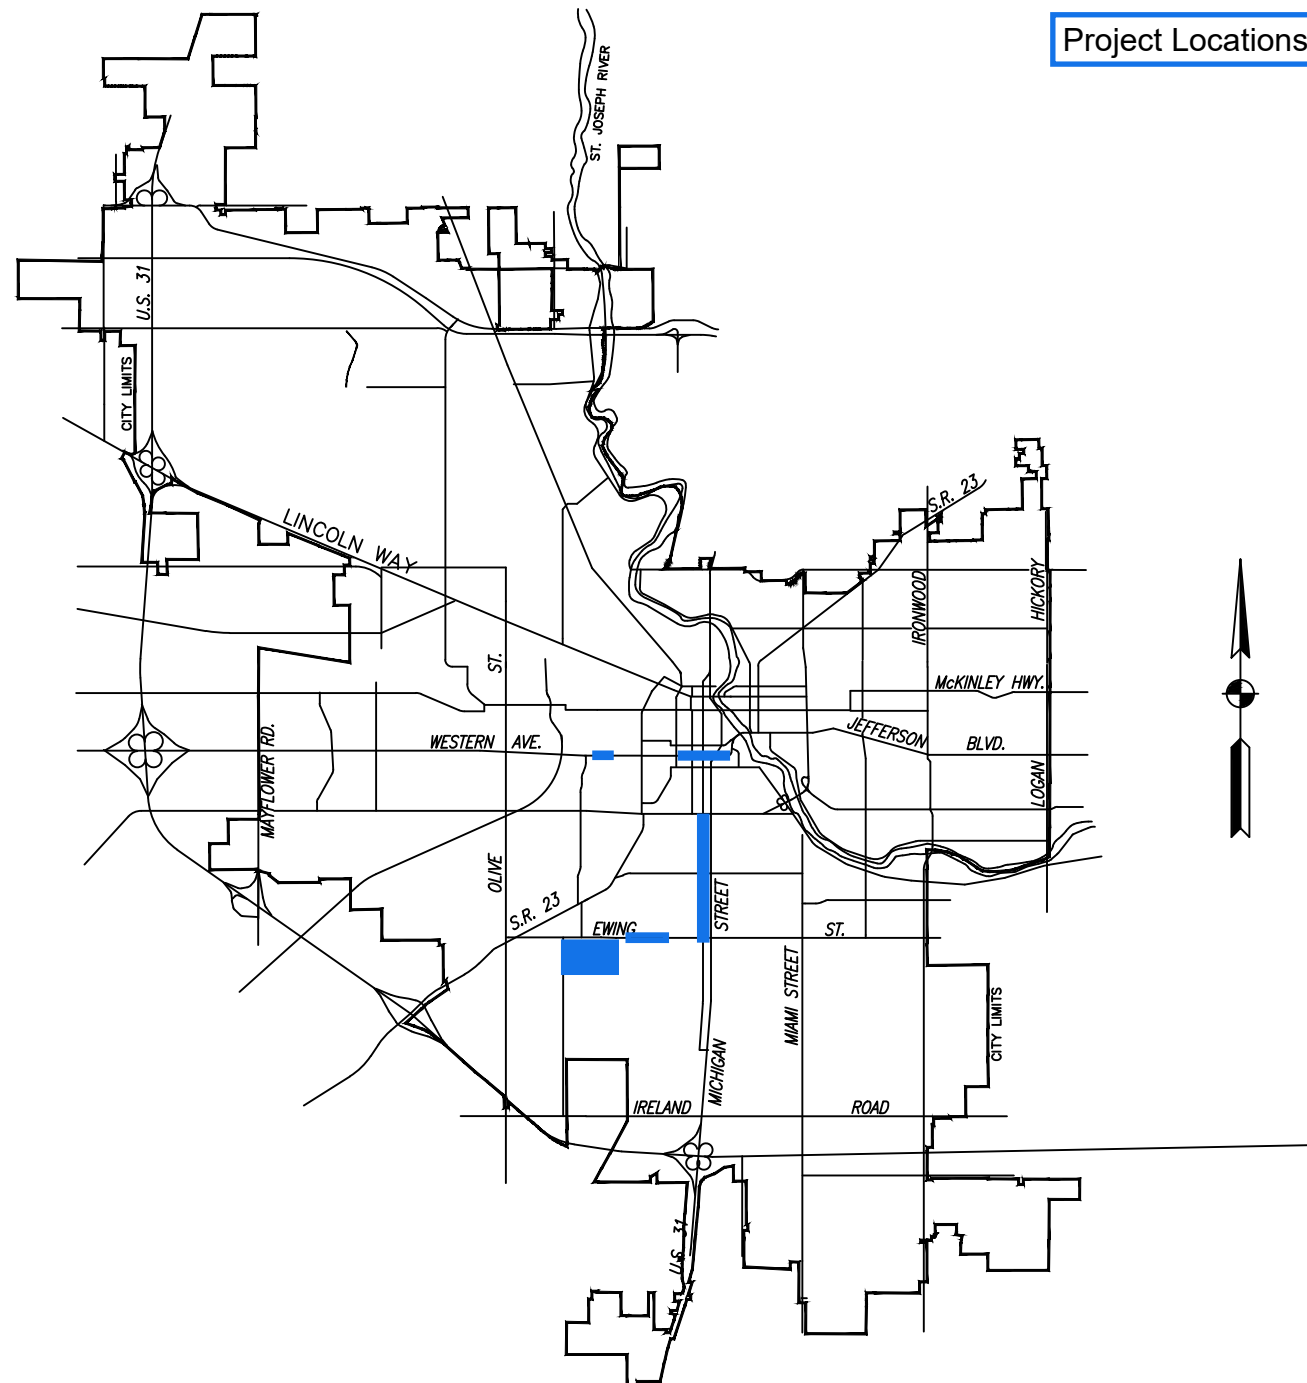 Project Locations
ST. JOSEPH RIVER
U.S. 31
CITY LIMITS
LINCOLN WAY
S.R. 23
IRONWOOD
HICKORY
ST.
McKINLEY HWY.
MAYFLOWER RD.
WESTERN AVE.
JEFFERSON
BLVD.
LOGAN
OLIVE
S.R. 23
EWING
STREET
ST.
MIAMI STREET
CITY LIMITS
MICHIGAN
IRELAND
ROAD
U.S. 31